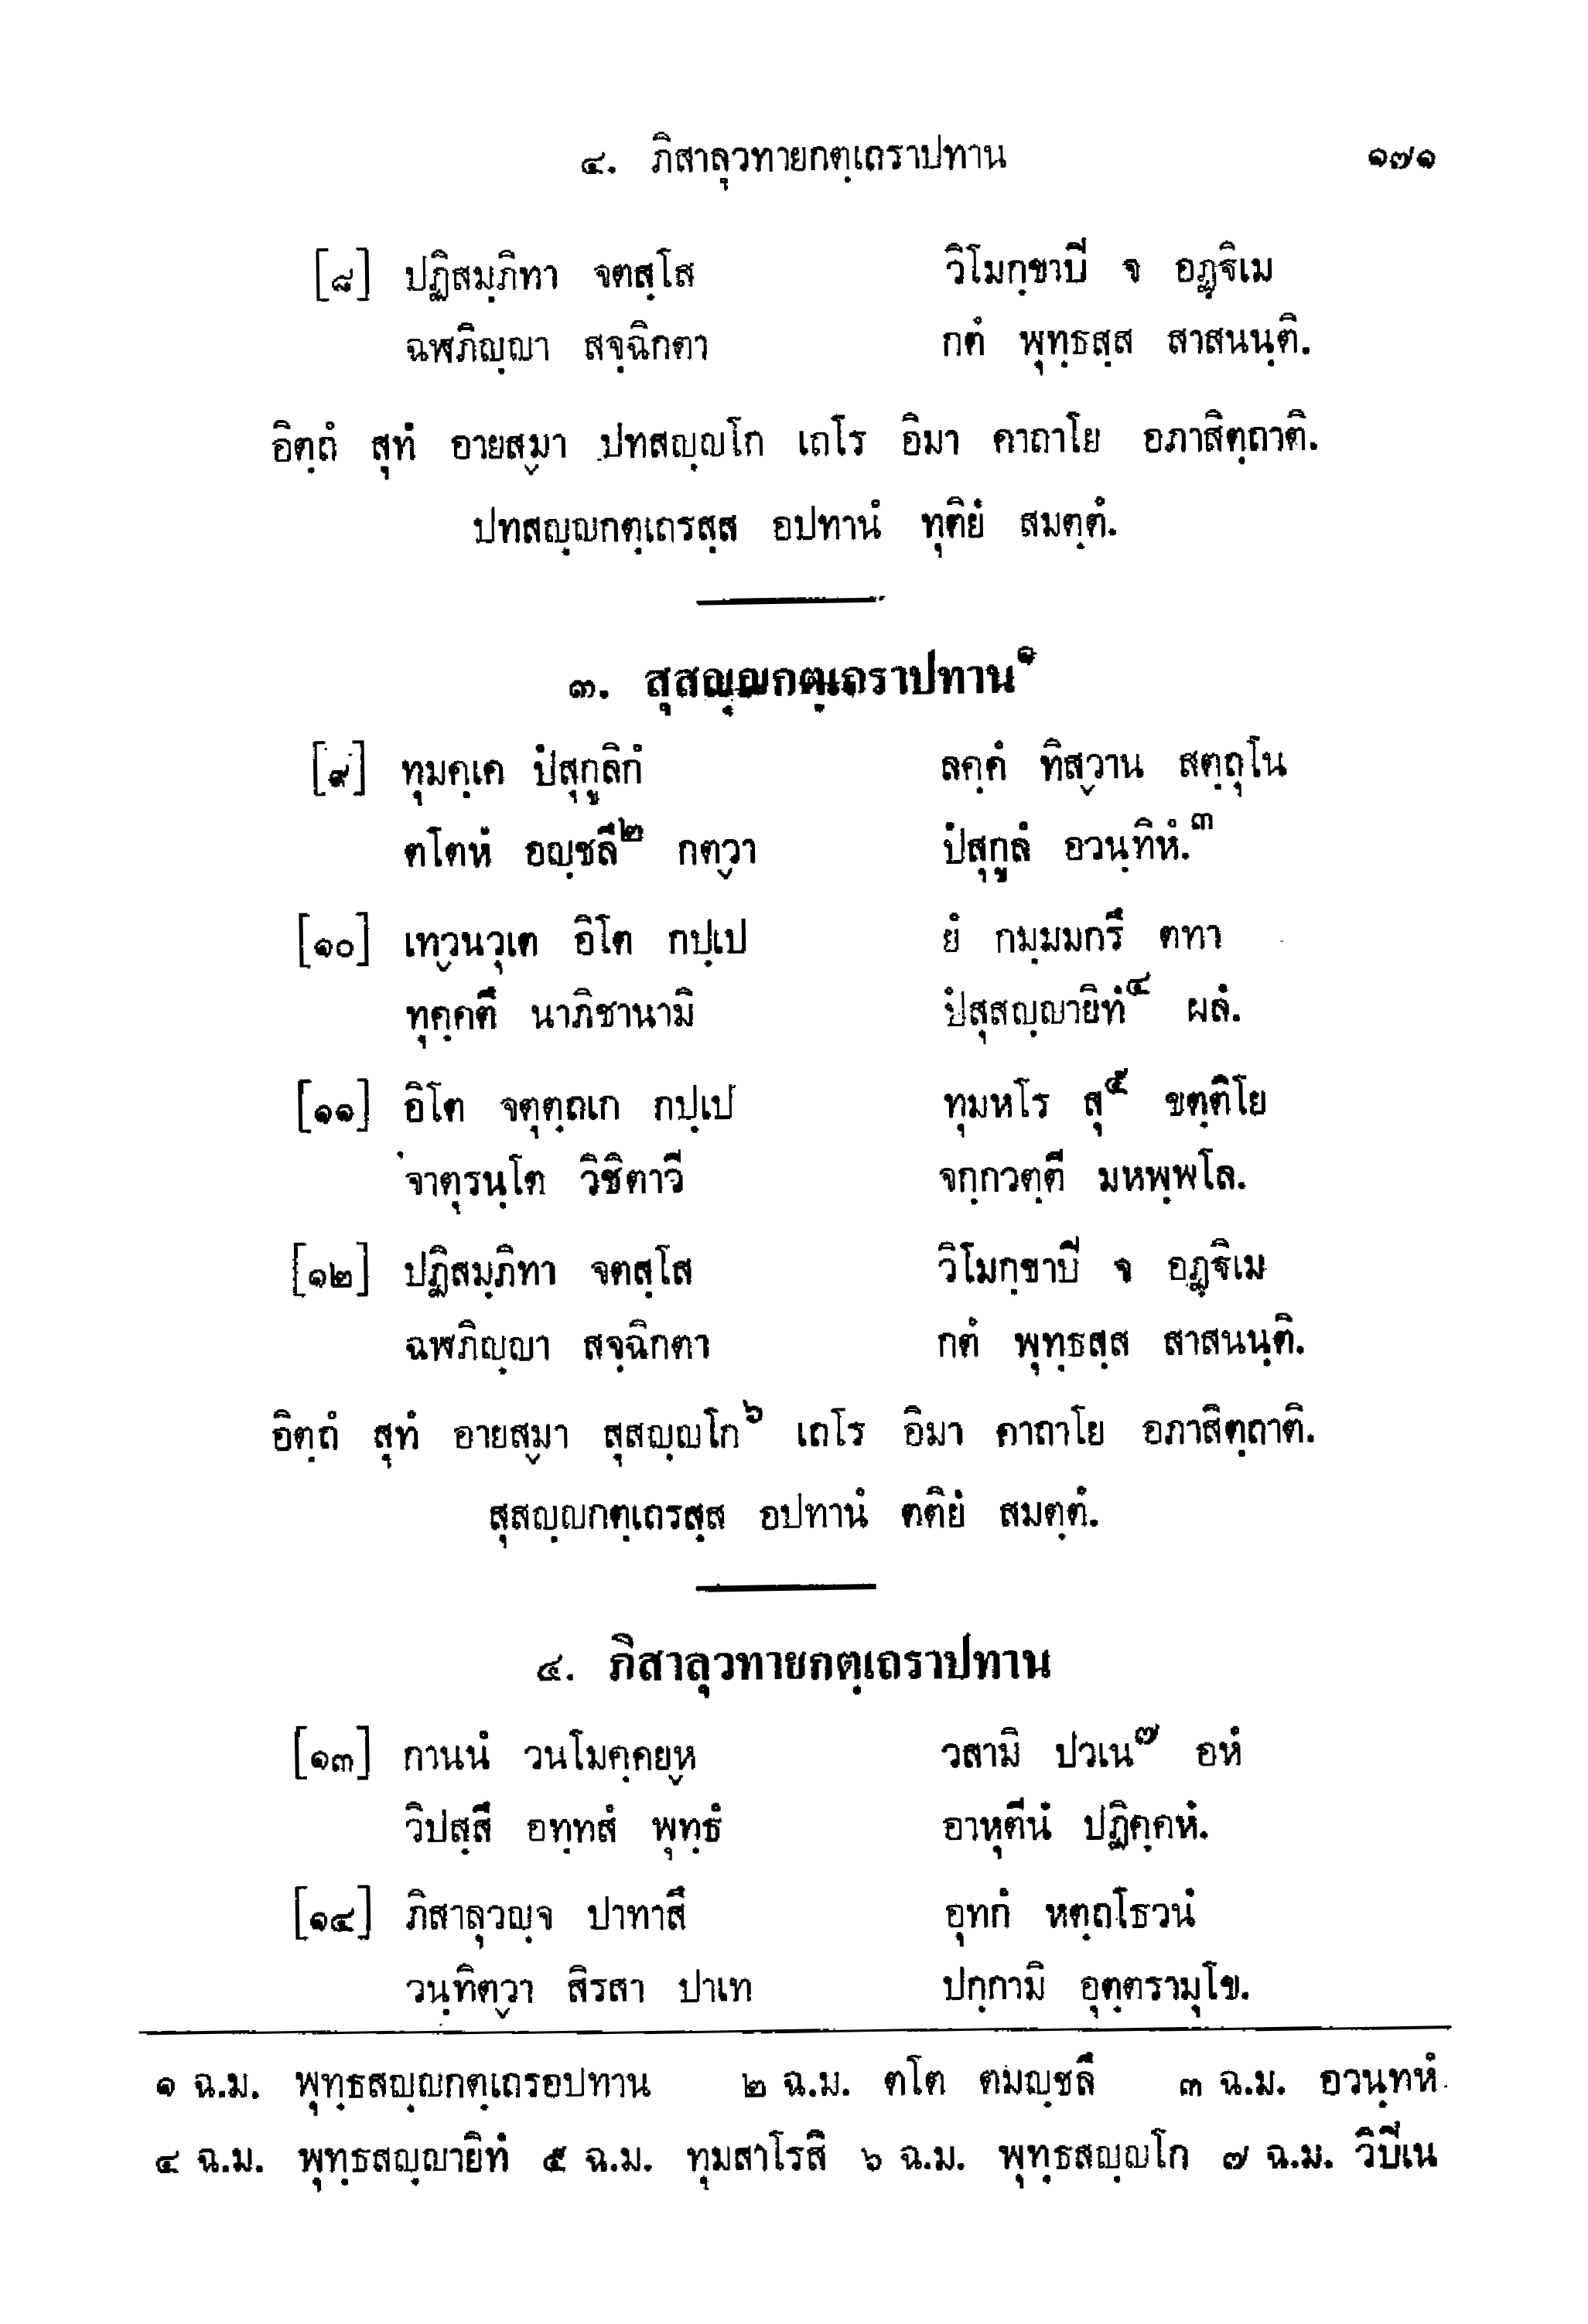 ๔. ภิสาลุวทายกตฺเถราปทาน ๑๗๑
[๘] ปฏิสมฺภิทา จตสฺโส วิโมกฺขาปี จ อฏฺฐิเม
ฉฬภิญฺญา สจฺฉิกตา กตํ พุทฺธสฺส สาสนนฺติ.
อิตฺถํ สุทํ อายสฺมา ปทสญฺญโก เถโร อิมา คาถาโย อภาสิตฺถาติ.
ปทสญฺญกตฺเถรสฺส อปทานํ ทุติยํ สมตฺตํ.
๓. สุสญฺญกตฺเถราปทาน๑
[๙] ทุมคฺเค ปํสุกูลิกํ ลคฺคํ ทิสฺวาน สตฺถุโน
ตโตหํ อญฺชลึ๒ กตฺวา ปํสุกูลํ อวนฺทิหํ.๓
[๑๐] เทฺวนวุเต อิโต กปฺเป ยํ กมฺมมกรึ ตทา
ทุคฺคตึ นาภิชานามิ ปํสุสญฺญายิทํ๔ ผลํ.
[๑๑] อิโต จตุตฺถเก กปฺเป ทุมหโร สุ๕ ขตฺติโย
จาตุรนฺโต วิชิตาวี จกฺกวตฺตี มหพฺพโล.
[๑๒] ปฏิสมฺภิทา จตสฺโส วิโมกฺขาปี จ อฏฺฐิเม
ฉฬภิญฺญา สจฺฉิกตา กตํ พุทฺธสฺส สาสนนฺติ.
อิตฺถํ สุทํ อายสฺมา สุสญฺญโก๖ เถโร อิมา คาถาโย อภาสิตฺถาติ.
สุสญฺญกตฺเถรสฺส อปทานํ ตติยํ สมตฺตํ.
๔. ภิสาลุวทายกตฺเถราปทาน
[๑๓] กานนํ วนโมคฺคยฺห วสามิ ปวเน๗ อหํ
วิปสฺสึ อทฺทสํ พุทฺธํ อาหุตีนํ ปฏิคฺคหํ.
[๑๔] ภิสาลุวญฺจ ปาทาสึ อุทกํ หตฺถโธวนํ
วนฺทิตฺวา สิรสา ปาเท ปกฺกามิ อุตฺตรามุโข.
๑ ฉ.ม. พุทฺธสญฺญกตฺเถรอปทาน ๒ ฉ.ม. ตโต ตมญฺชลึ ๓ ฉ.ม. อวนฺทหํ
๔ ฉ.ม. พุทฺธสญฺญายิทํ ๕ ฉ.ม. ทุมสาโรสิ ๖ ฉ.ม. พุทฺธสญฺญโก ๗ ฉ.ม. วิปิเน